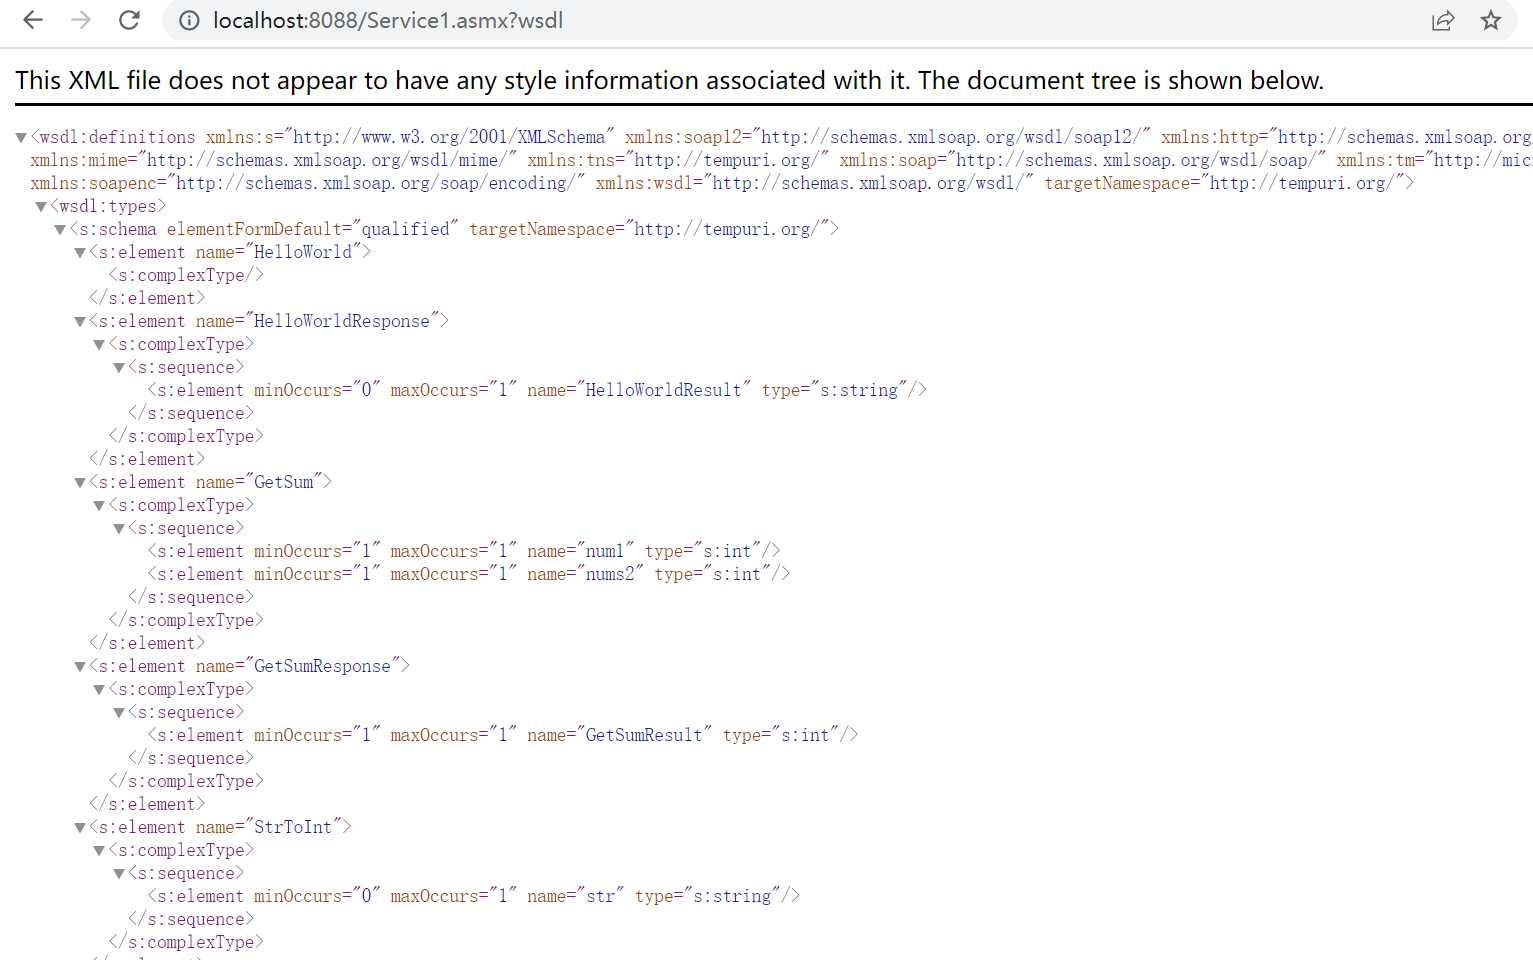 localhost:8088/Service1.asmx?wsdl
This XML file does not appear to have any style information associated with it. The document tree is shown below.
▼<wsdl:definitions xmlns:s="http://www.w3.org/2001/XMLSchema" xmlns:soap12="http://schemas.xmlsoap.org/wsdl/soap12/" xmlns:http="http://schemas.xmlsoap.org
xmlns:mime="http://schemas.xmlsoap.org/wsdl/mime/" xmlns:tns="http://tempuri.org/" xmlns:soap="http://schemas.xmlsoap.org/wsdl/soap/" xmlns:tm="http://mic
xmlns:soapenc="http://schemas.xmlsoap.org/soap/encoding/" xmlns:wsdl="http://schemas.xmlsoap.org/wsdl/" targetNamespace="http://tempuri.org/">
▼<wsdl:types>
▼<s:schema elementFormDefault="qualified" targetNamespace="http://tempuri.org/">
▼<s:element name="HelloWorld">
<s:complexType/>
</s:element>
▼<s:element name="HelloWorldResponse">
▼<s:complexType>
▼<s:sequence>
<s:element minOccurs="0" maxOccurs="1" name="HelloWorldResult" type="s:string"/>
</s:sequence>
</s:complexType>
</s:element>
▼<s:element name="GetSum">
▼<s:complexType>
▼<s:sequence>
<s:element minOccurs="1" maxOccurs="1" name="num1" type="s:int"/>
<s:element minOccurs="1" maxOccurs="1" name="nums2" type="s:int"/>
</s:sequence>
</s:complexType>
</s:element>
▼<s:element name="GetSumResponse">
▼<s:complexType>
▼<s:sequence>
<s:element minOccurs="1" maxOccurs="1" name="GetSumResult" type="s:int"/>
</s:sequence>
</s:complexType>
</s:element>
▼<s:element name="StrToInt">
▼<s:complexType>
▼<s:sequence>
<s:element minOccurs="0" maxOccurs="1" name="str" type="s:string"/>
</s:sequence>
</s:complexType>